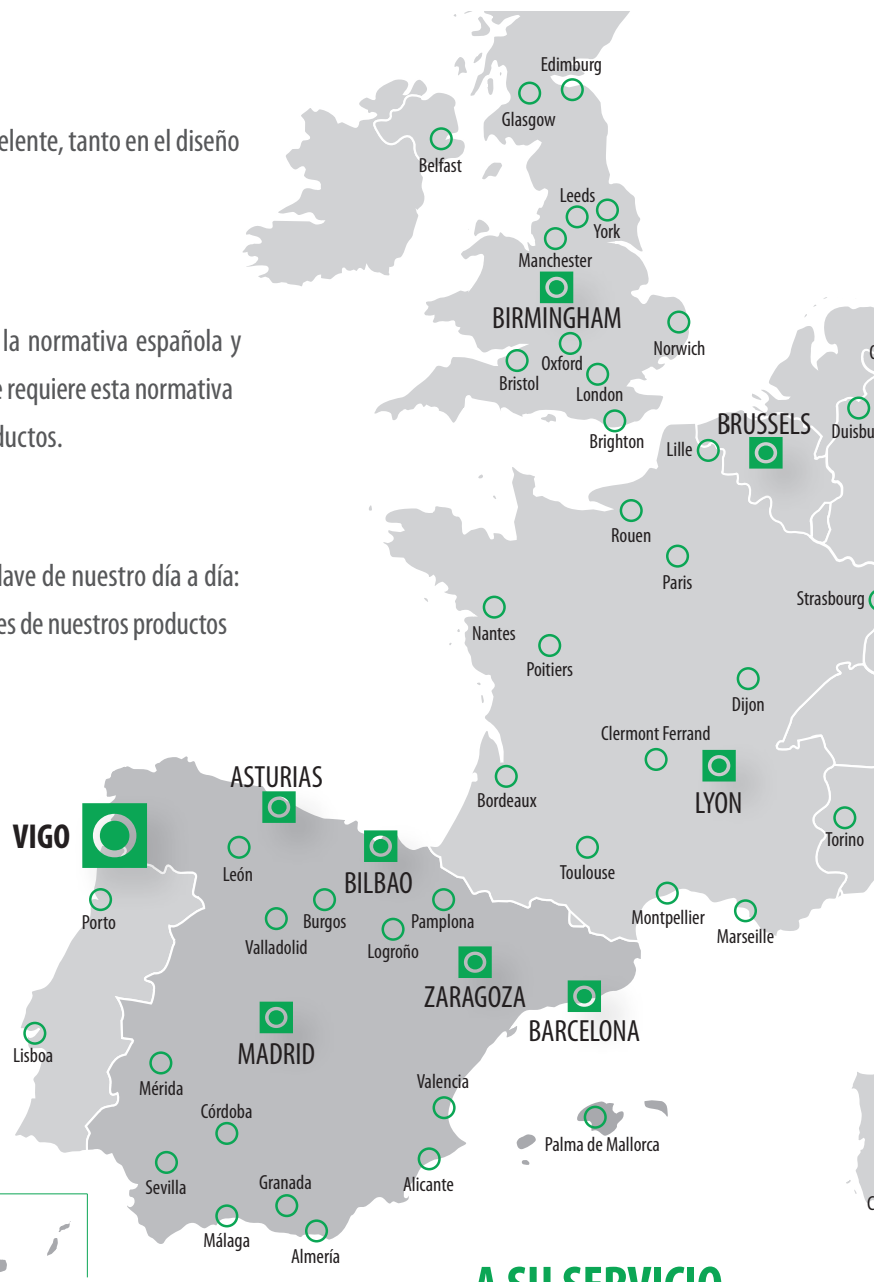 Edimburg
Glasgow
elente, tanto en el diseño
Belfast
Leeds
York
Manchester
BIRMINGHAM
la normativa española y
Norwich
Oxford
Bristol
e requiere esta normativa
London
BRUSSELS
Duisbu
ductos.
Brighton
Lille
Rouen
lave de nuestro día a día:
Paris
Strasbourg
es de nuestros productos
Nantes
Poitiers
Dijon
Clermont Ferrand
ASTURIAS
Bordeaux
LYON
VIGO
Torino
León
Toulouse
BILBAO
Porto
Burgos
Pamplona
Montpellier
Valladolid
Logroño
Marseille
ZARAGOZA
BARCELONA
Lisboa
MADRID
Mérida
Valencia
Córdoba
Palma de Mallorca
Sevilla
Granada
Alicante
Málaga
Almería
A SU SERVICIO